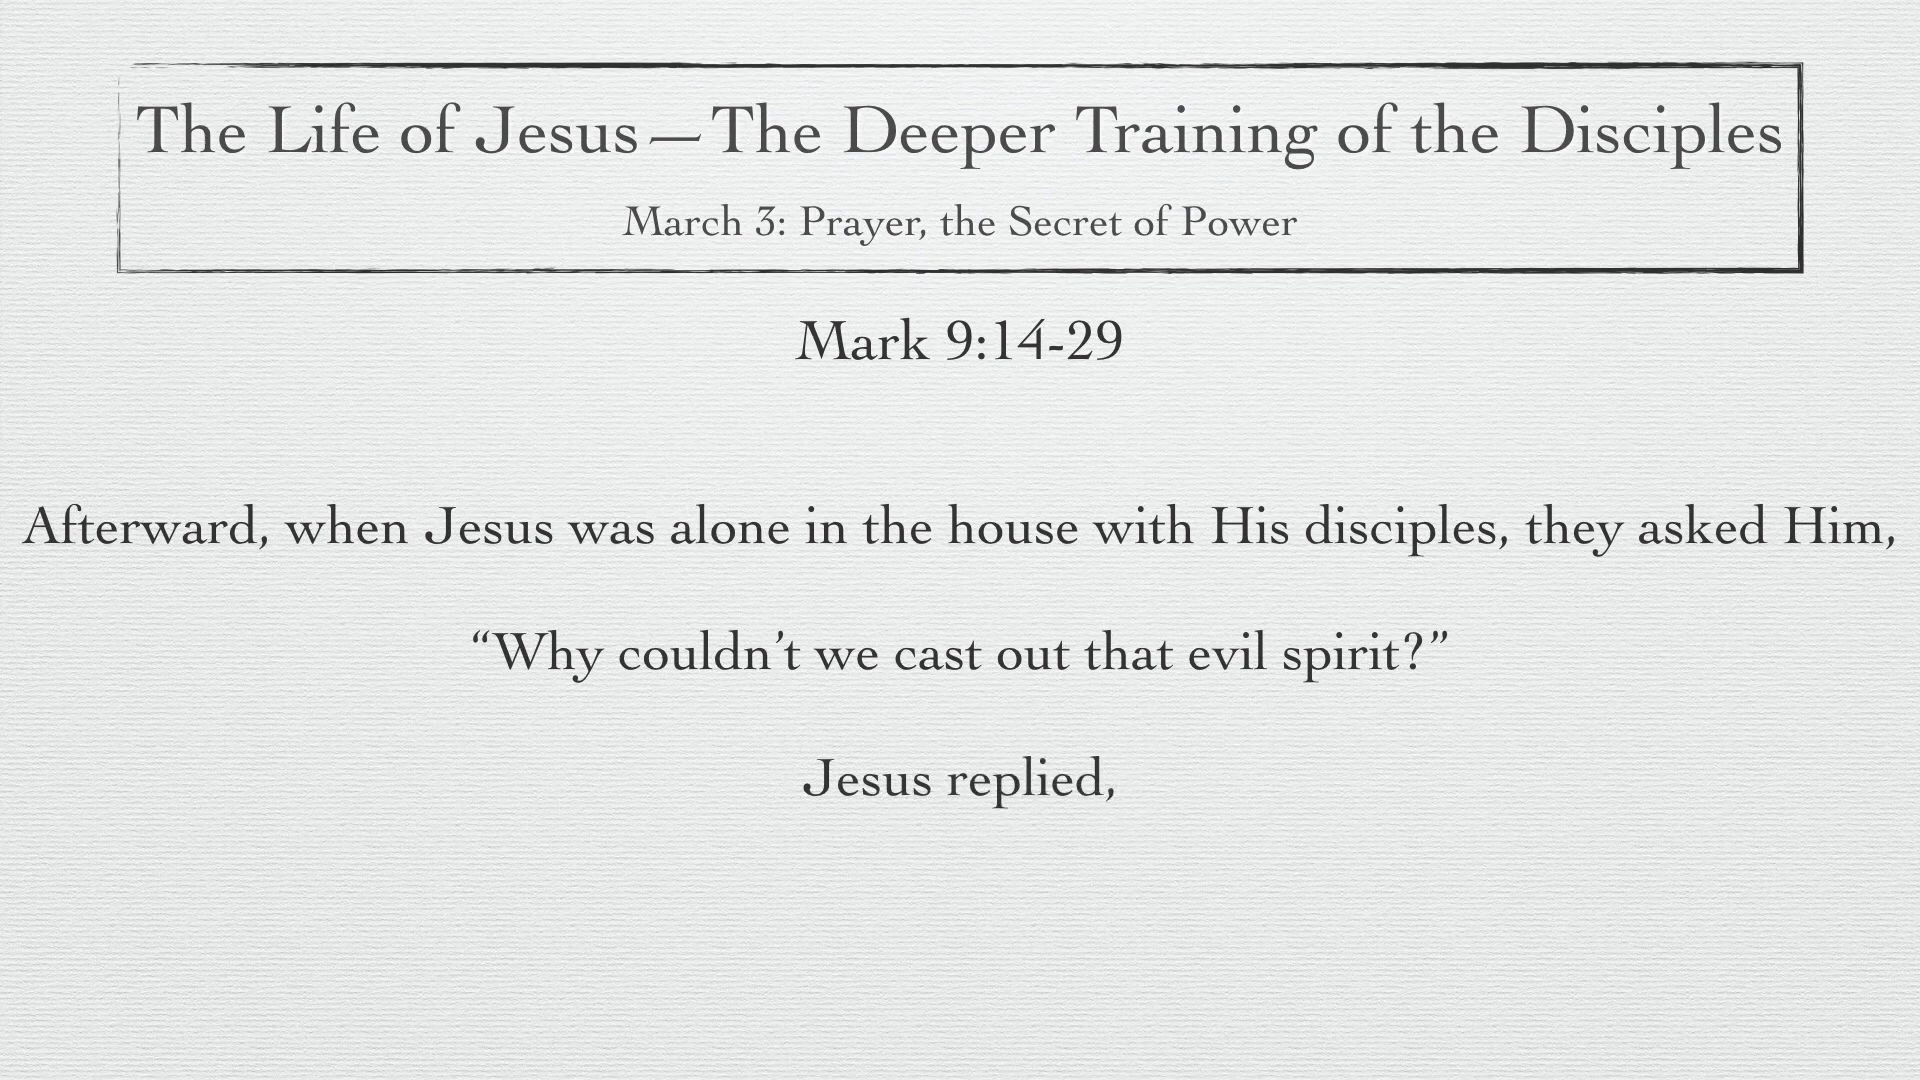 The Life of Jesus—The Deeper Training of the Disciples
March 3: Prayer, the Secret of Power
Mark 9:14-29
Afterward, when Jesus was alone in the house with His disciples, they asked Him,
“Why couldn’t we cast out that evil spirit?”
Jesus replied,